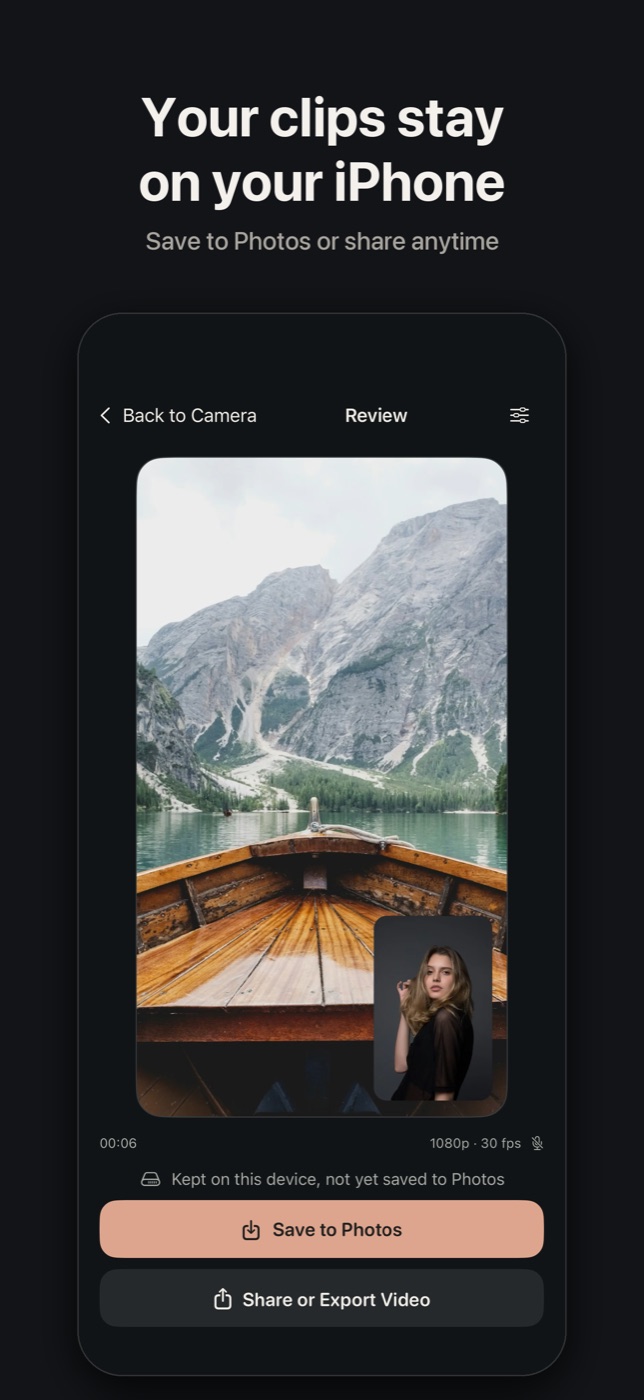 Your clips stay
on your iPhone
Save to Photos or share anytime
Back to Camera
Review
00:06
1080p · 30 fps
Kept on this device, not yet saved to Photos
Save to Photos
Share or Export Video